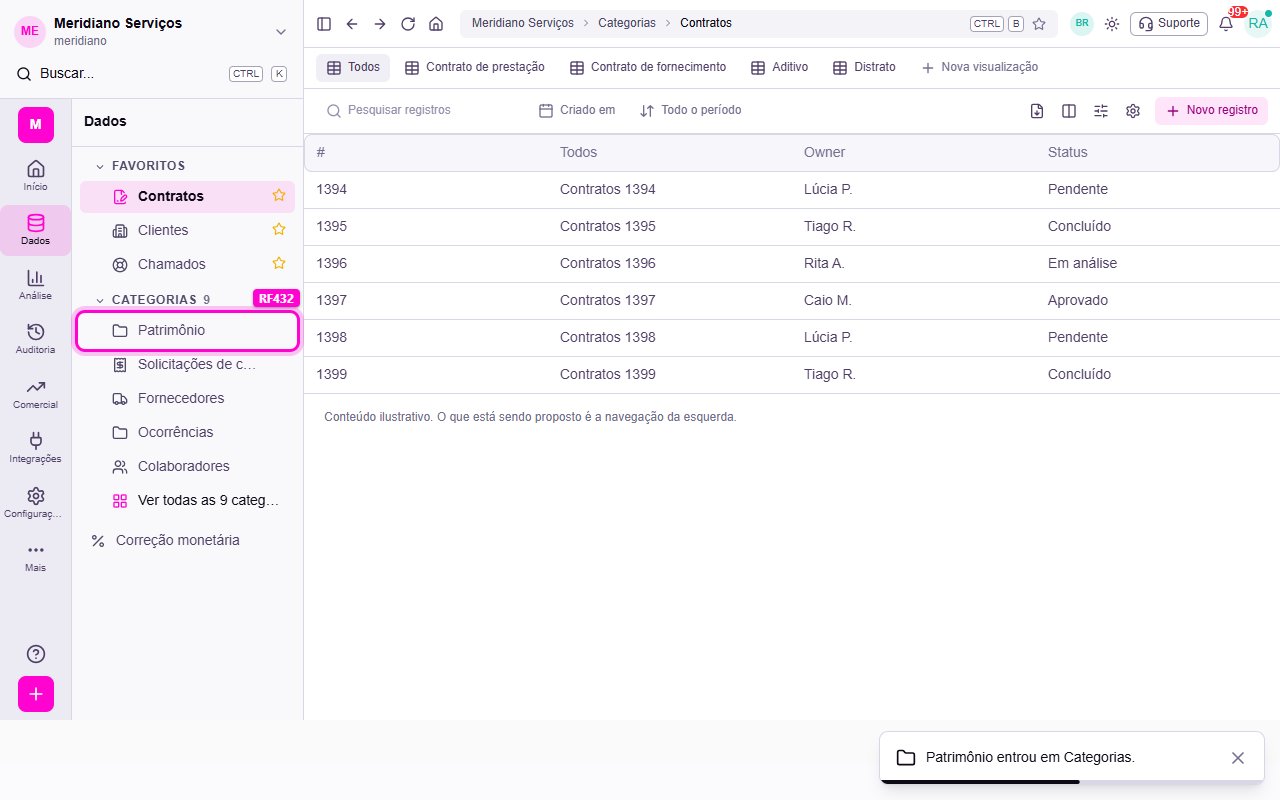 ME
Meridiano Serviços
meridiano
Buscar...
CTRL K
M
Início
Dados
Análise
Auditoria
Comercial
Integrações
Configuraç...
Mais
Dados
FAVORITOS
Contratos
Clientes
Chamados
CATEGORIAS 9
RF432
Patrimônio
Solicitações de c...
Fornecedores
Ocorrências
Colaboradores
Ver todas as 9 categ...
Correção monetária
Meridiano Serviços > Categorias > Contratos
CTRL B
BR
Suporte
99+
RA
Todos
Contrato de prestação
Contrato de fornecimento
Aditivo
Distrato
Nova visualização
Pesquisar registros
Criado em
Todo o período
Novo registro
# Todos Owner Status
1394 Contratos 1394 Lúcia P. Pendente
1395 Contratos 1395 Tiago R. Concluído
1396 Contratos 1396 Rita A. Em análise
1397 Contratos 1397 Caio M. Aprovado
1398 Contratos 1398 Lúcia P. Pendente
1399 Contratos 1399 Tiago R. Concluído
Conteúdo ilustrativo. O que está sendo proposto é a navegação da esquerda.
Patrimônio entrou em Categorias.